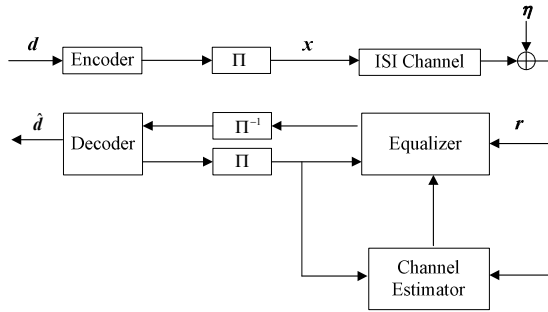 η
d
Encoder
Π
x
ISI Channel
d̂
Decoder
Π⁻¹
Π
Equalizer
r
Channel
Estimator